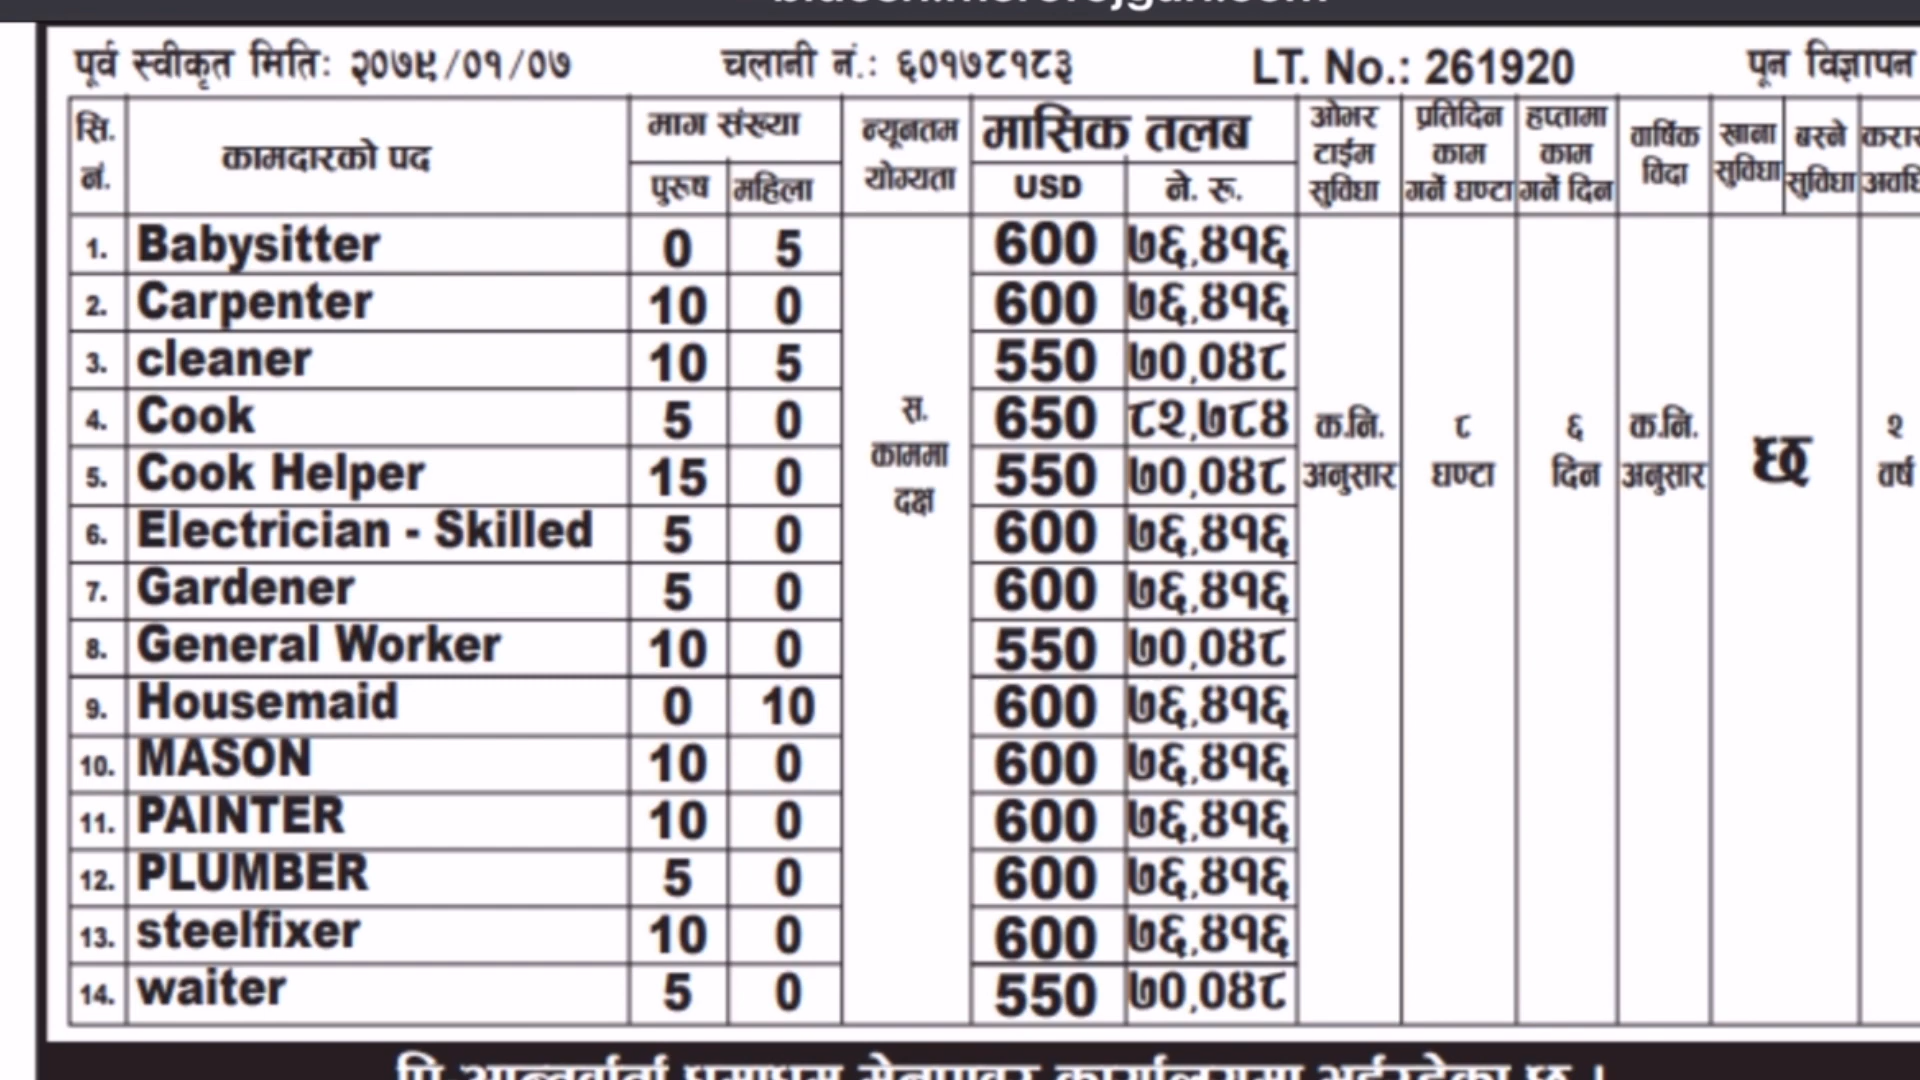 पूर्व स्वीकृत मिति: २०७९/०१/०७ चलानी नं.: ६०१७८१८३ LT. No.: 261920 पून विज्ञापन
सि. नं. कामदारको पद माग संख्या पुरूष महिला न्यूनतम योग्यता मासिक तलब USD ने. रू. ओभर टाईम सुविधा प्रतिदिन काम गर्ने घण्टा हप्तामा काम गर्ने दिन वार्षिक विदा खाना सुविधा बस्ने सुविधा
1. Babysitter 0 5 600 ७६,४१६
2. Carpenter 10 0 600 ७६,४१६
3. cleaner 10 5 550 ७०,०४८
4. Cook 5 0 650 ८२,७८४
5. Cook Helper 15 0 550 ७०,०४८
6. Electrician - Skilled 5 0 600 ७६,४१६
7. Gardener 5 0 600 ७६,४१६
8. General Worker 10 0 550 ७०,०४८
9. Housemaid 0 10 600 ७६,४१६
10. MASON 10 0 600 ७६,४१६
11. PAINTER 10 0 600 ७६,४१६
12. PLUMBER 5 0 600 ७६,४१६
13. steelfixer 10 0 600 ७६,४१६
14. waiter 5 0 550 ७०,०४८
स. काममा दक्ष
क.नि. अनुसार
८ घण्टा
६ दिन
क.नि. अनुसार
छ
२ वर्ष